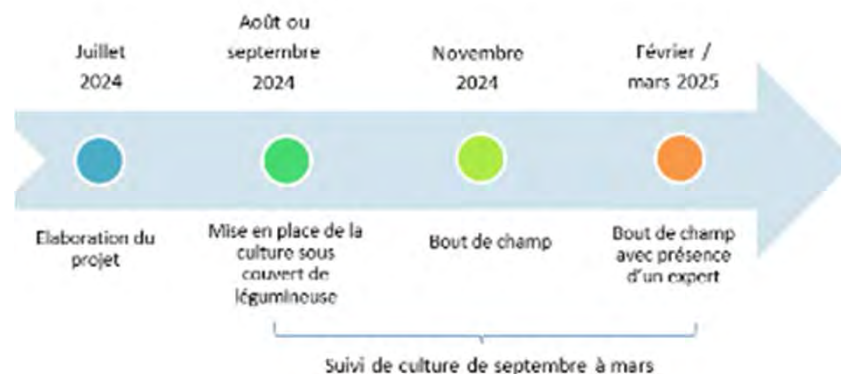 Juillet
2024
Août ou
septembre
2024
Novembre
2024
Février /
mars 2025
Elaboration du
projet
Mise en place de la
culture sous
couvert de
légumineuse
Bout de champ
Bout de champ
avec présence
d'un expert
Suivi de culture de septembre à mars